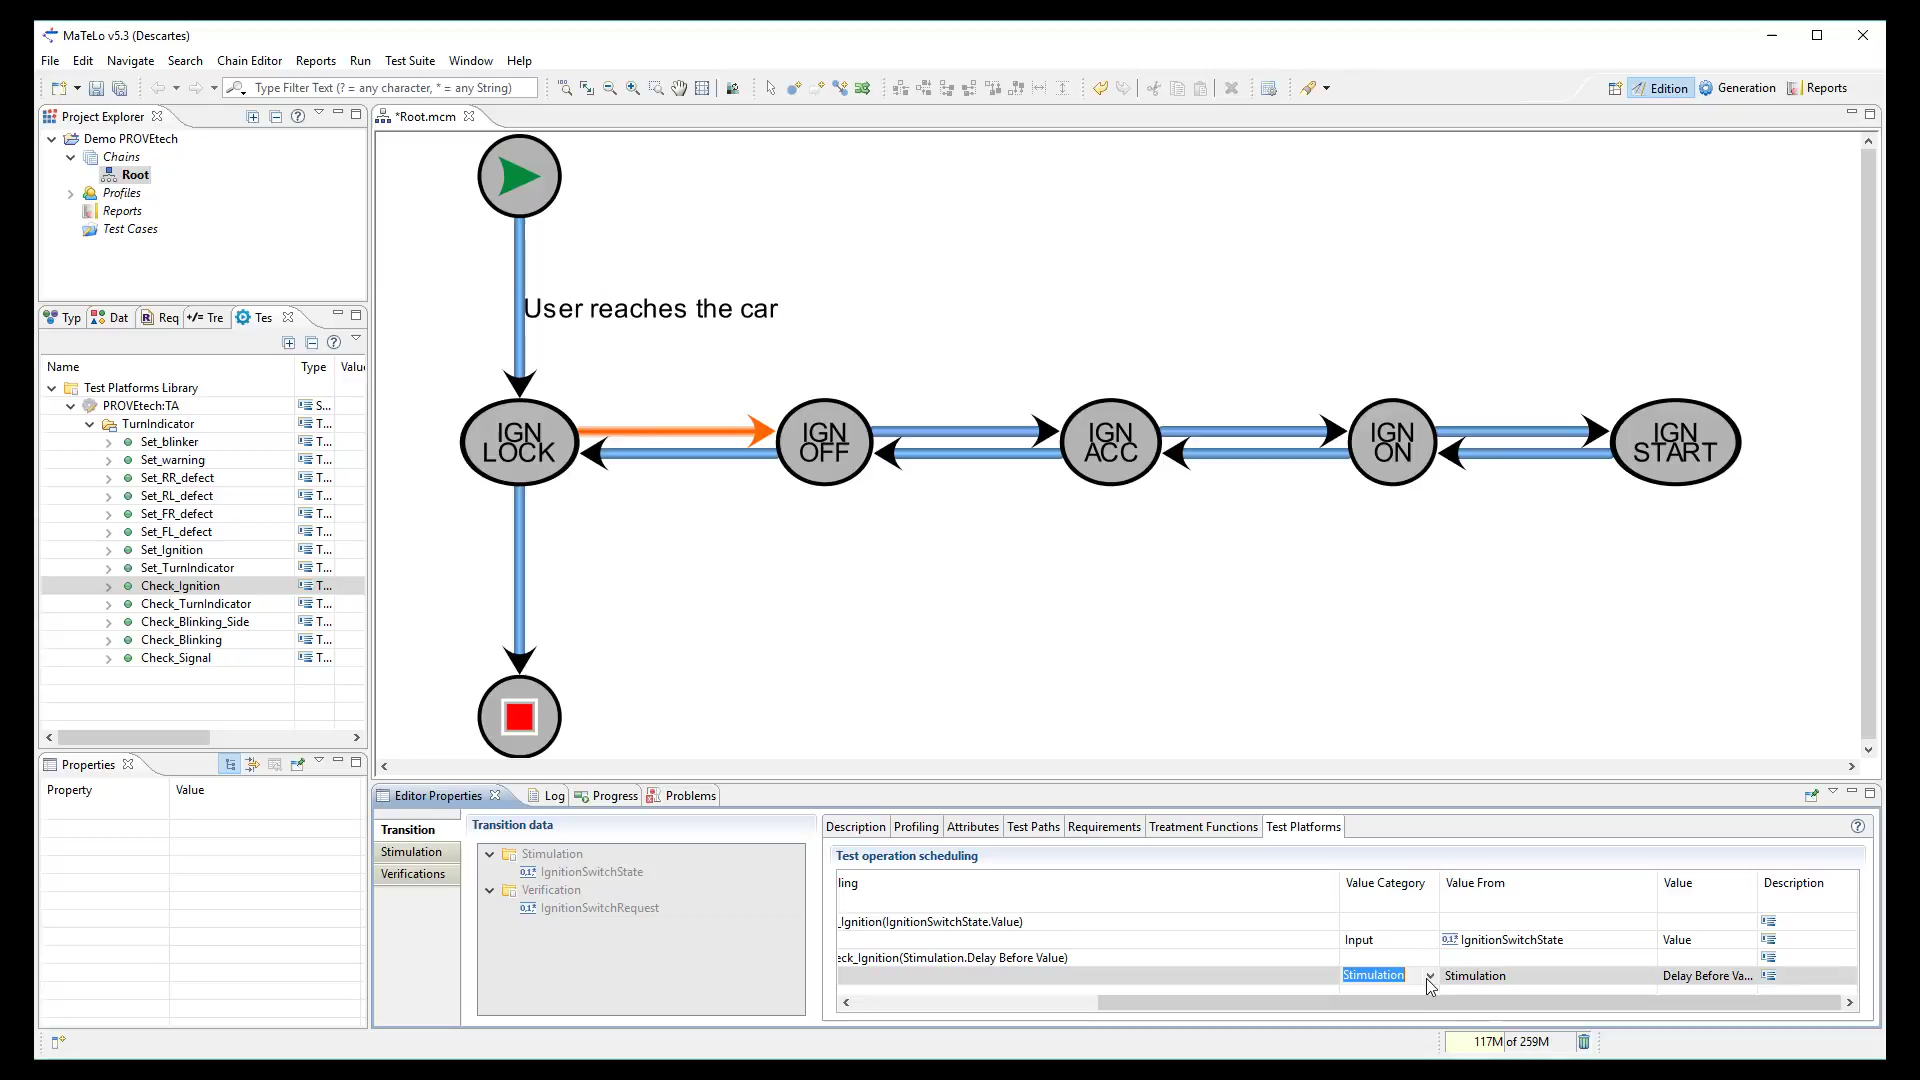 MaTeLo v5.3 (Descartes)
File Edit Navigate Search Chain Editor Reports Run Test Suite Window Help
Type Filter Text (? = any character, * = any String)
Edition Generation Reports
Project Explorer
*Root.mcm
Demo PROVEtech
Chains
Root
Profiles
Reports
Test Cases
Typ Dat Req Tre Tes
Name Type Valu
Test Platforms Library
PROVEtech:TA S...
TurnIndicator T...
Set_blinker T...
Set_warning T...
Set_RR_defect T...
Set_RL_defect T...
Set_FR_defect T...
Set_FL_defect T...
Set_Ignition T...
Set_TurnIndicator T...
Check_Ignition T...
Check_TurnIndicator T...
Check_Blinking_Side T...
Check_Blinking T...
Check_Signal T...
User reaches the car
IGN
LOCK
IGN
OFF
IGN
ACC
IGN
ON
IGN
START
Properties
Property Value
Editor Properties Log Progress Problems
Transition
Stimulation
Verifications
Transition data
Stimulation
IgnitionSwitchState
Verification
IgnitionSwitchRequest
Description Profiling Attributes Test Paths Requirements Treatment Functions Test Platforms
Test operation scheduling
ling Value Category Value From Value Description
_Ignition(IgnitionSwitchState.Value)
Input IgnitionSwitchState Value
eck_Ignition(Stimulation.Delay Before Value)
Stimulation Stimulation Delay Before Va...
117M of 259M